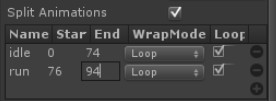 Split Animations
Name Star End WrapMode Loop
idle 0 74 Loop
run 76 94 Loop